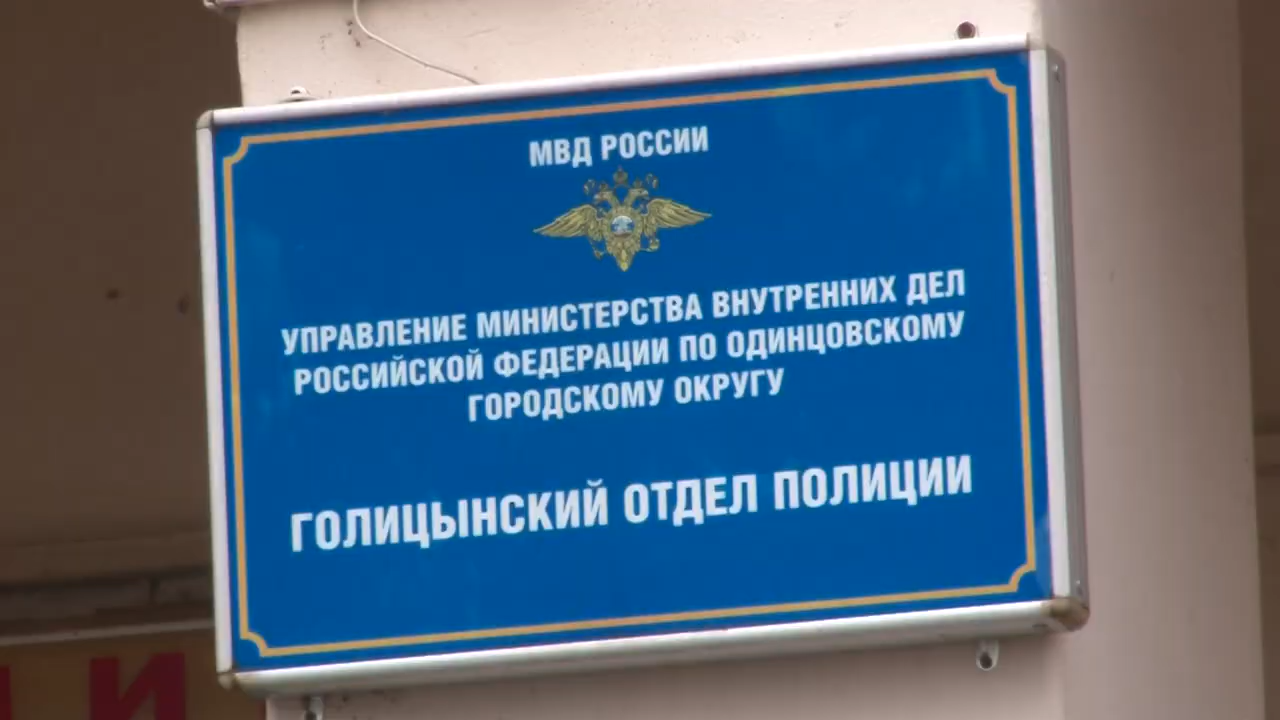 МВД РОССИИ
УПРАВЛЕНИЕ МИНИСТЕРСТВА ВНУТРЕННИХ ДЕЛ
РОССИЙСКОЙ ФЕДЕРАЦИИ ПО ОДИНЦОВСКОМУ
ГОРОДСКОМУ ОКРУГУ
ГОЛИЦЫНСКИЙ ОТДЕЛ ПОЛИЦИИ